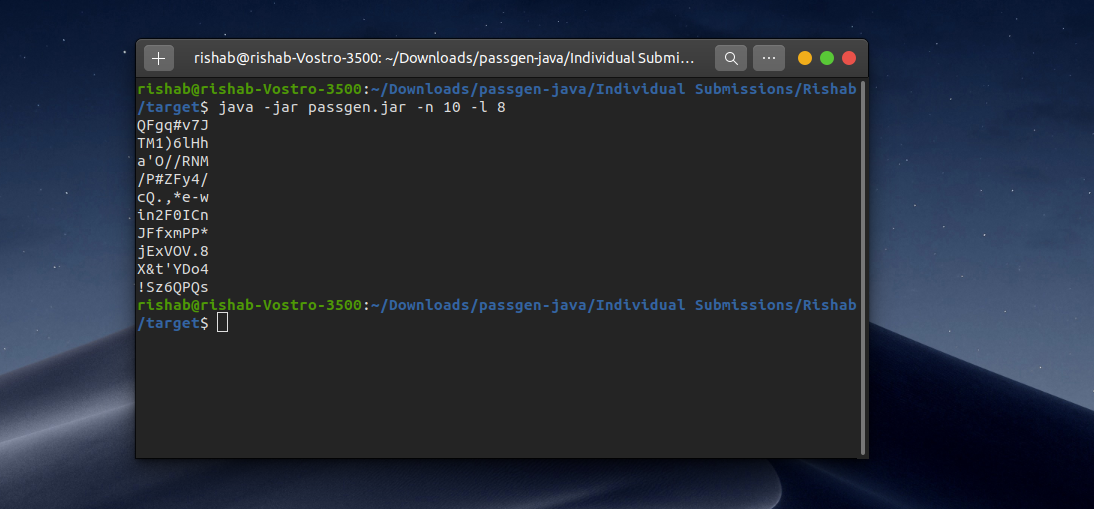 rishab@rishab-Vostro-3500: ~/Downloads/passgen-java/Individual Submi…
rishab@rishab-Vostro-3500:~/Downloads/passgen-java/Individual Submissions/Rishab
/target$ java -jar passgen.jar -n 10 -l 8
QFgq#v7J
TM1)6lHh
a'O//RNM
/P#ZFy4/
cQ.,*e-w
in2F0ICn
JFfxmPP*
jExVOV.8
X&t'YDo4
!Sz6QPQs
rishab@rishab-Vostro-3500:~/Downloads/passgen-java/Individual Submissions/Rishab
/target$